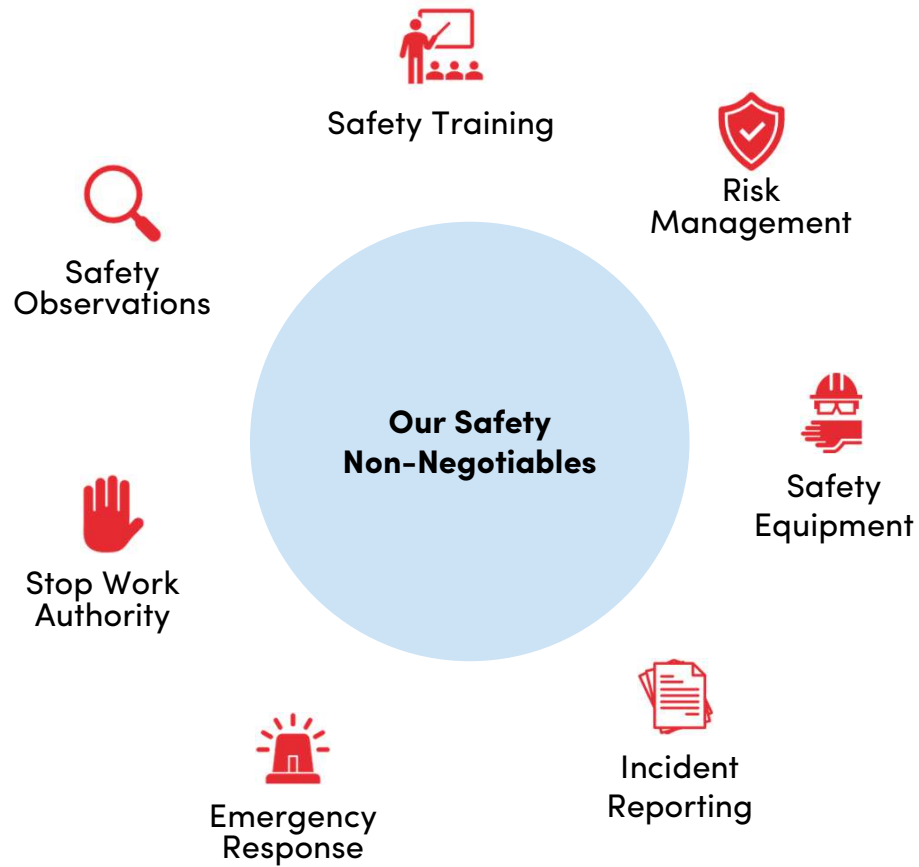 Safety Training
Risk
Management
Safety
Observations
Our Safety
Non-Negotiables
Safety
Equipment
Stop Work
Authority
Incident
Reporting
Emergency
Response